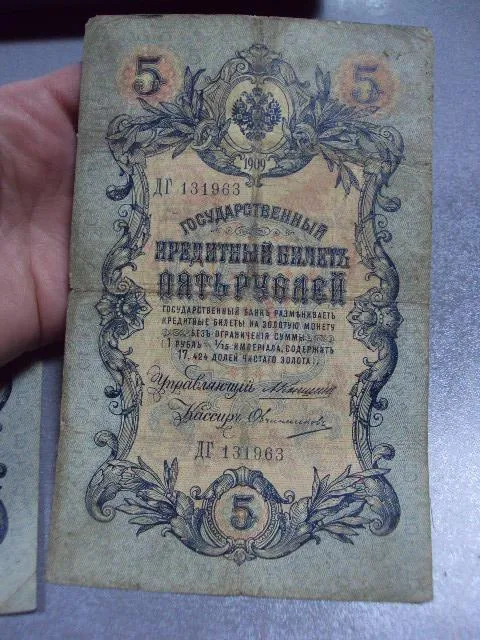 5 5
1909
ДГ 131963
ГОСУДАРСТВЕННЫЙ
КРЕДИТНЫЙ БИЛЕТЪ
ПЯТЬ РУБЛЕЙ
ГОСУДАРСТВЕННЫЙ БАНКЪ РАЗМѢНИВАЕТЪ
КРЕДИТНЫЕ БИЛЕТЫ НА ЗОЛОТУЮ МОНЕТУ
БЕЗЪ ОГРАНИЧЕНІЯ СУММЫ
(1 РУБЛЬ = 1/15 ИМПЕРІАЛА, СОДЕРЖИТЪ
17,424 ДОЛЕЙ ЧИСТАГО ЗОЛОТА).
Управляющій
Кассиръ Овчинниковъ
ДГ 131963
5